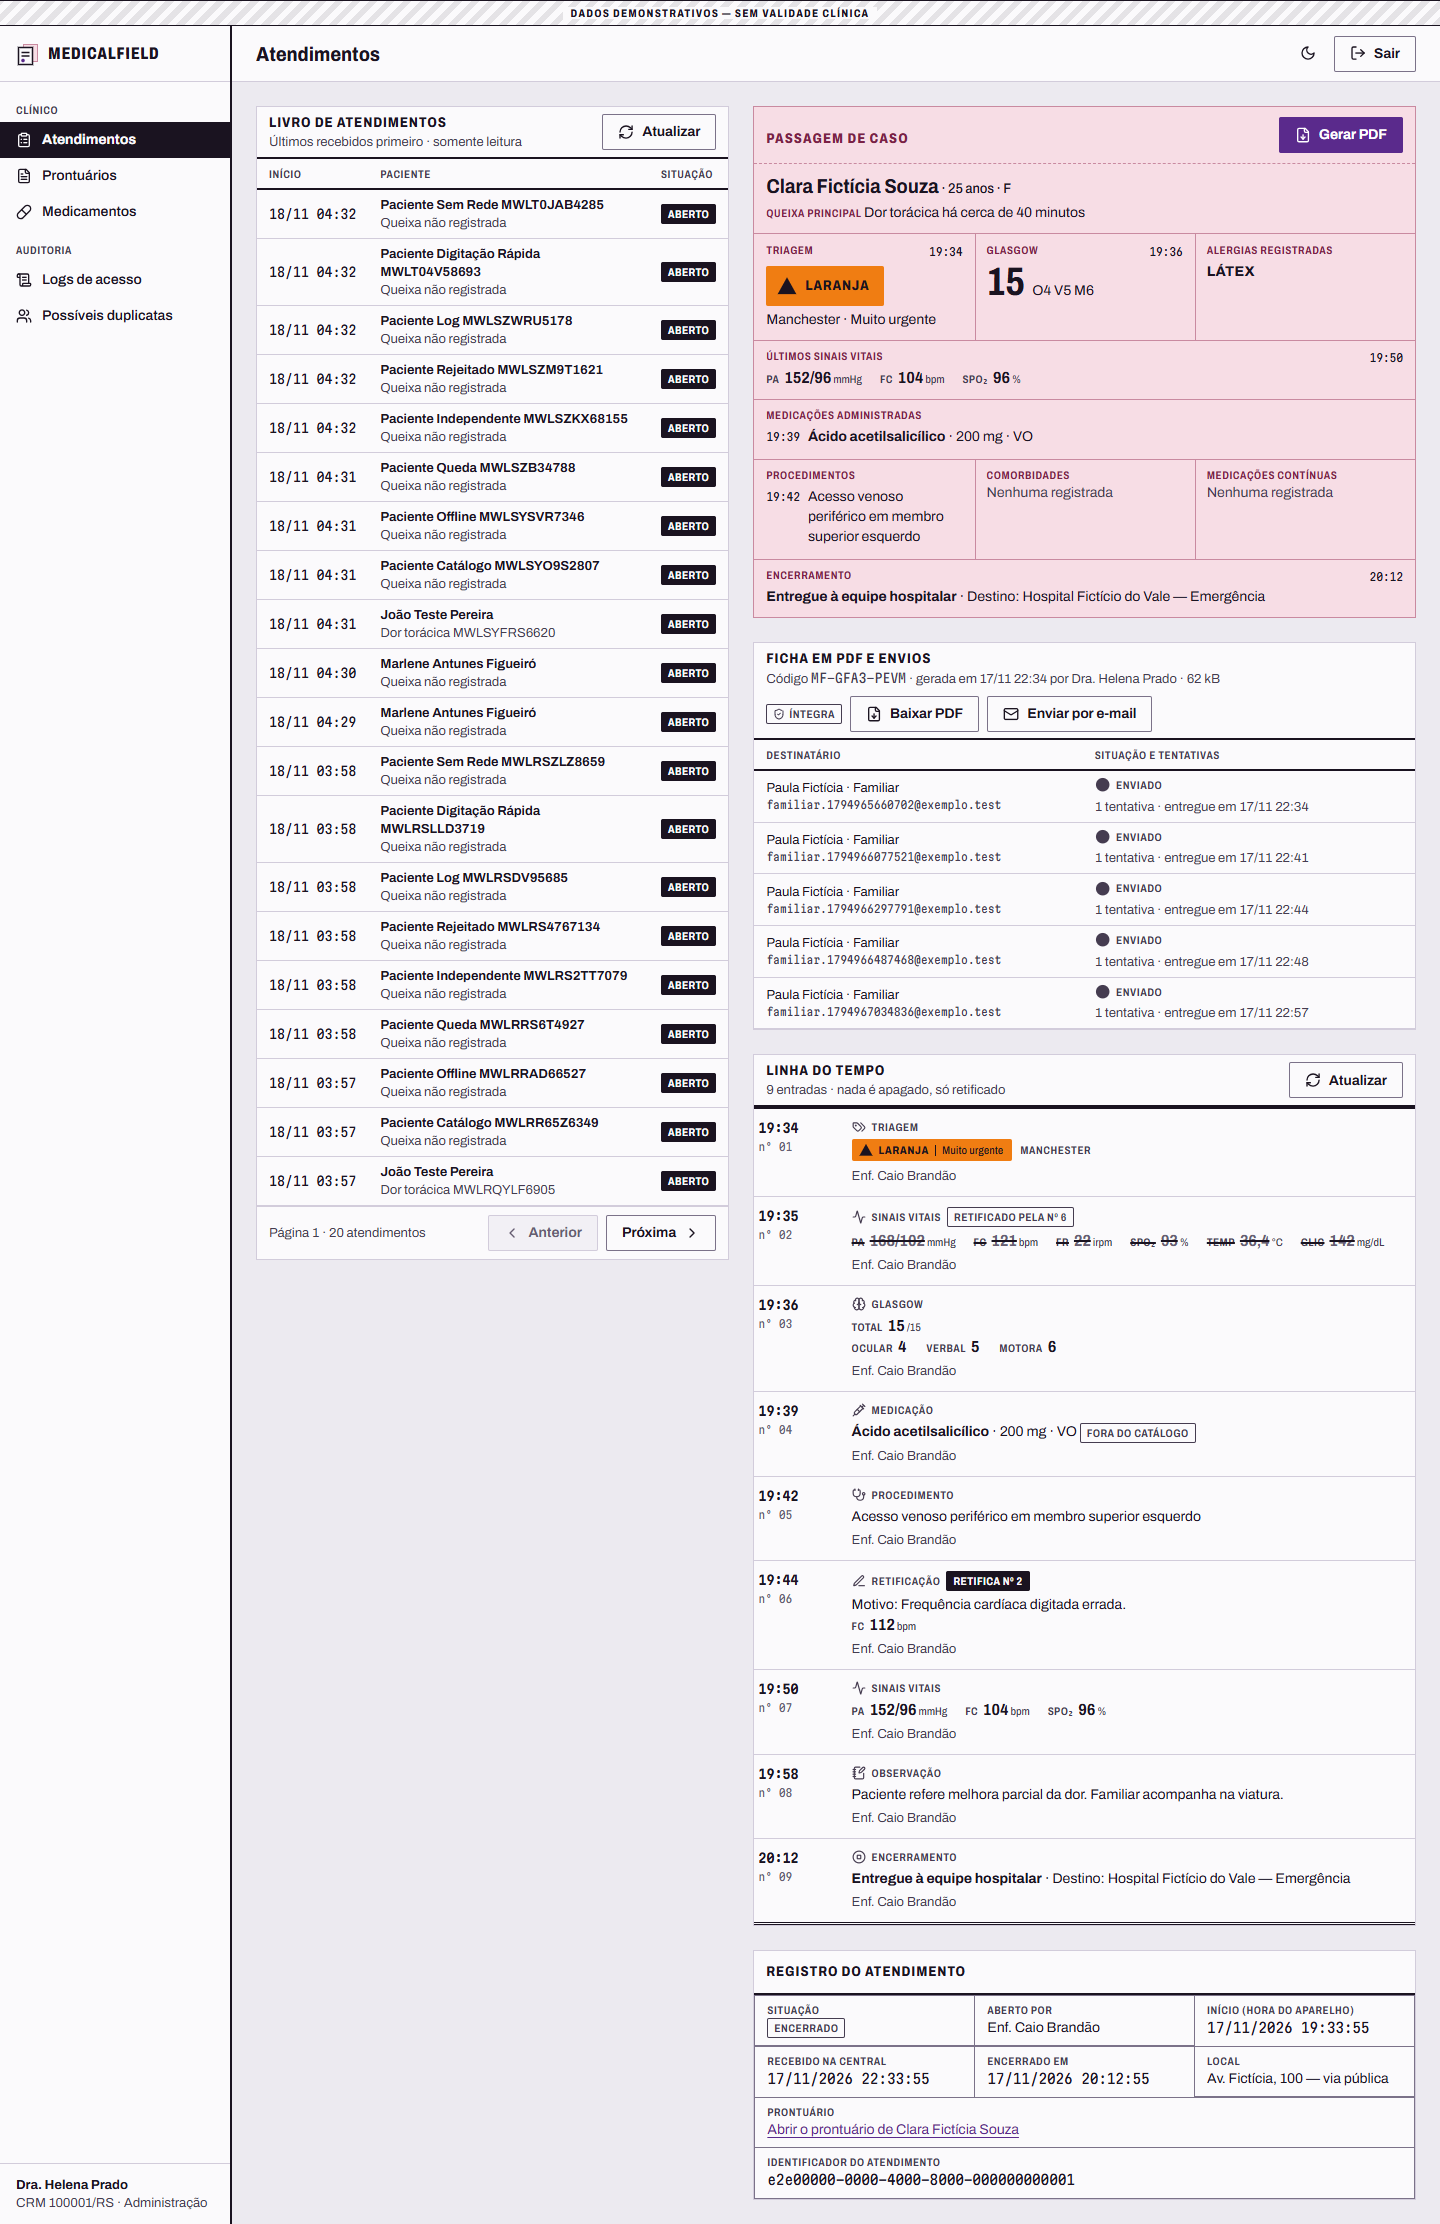 DADOS DEMONSTRATIVOS — SEM VALIDADE CLÍNICA
MEDICALFIELD
CLÍNICO
Atendimentos
Prontuários
Medicamentos
AUDITORIA
Logs de acesso
Possíveis duplicatas
Dra. Helena Prado
CRM 100001/RS · Administração
Atendimentos
Sair
LIVRO DE ATENDIMENTOS
Últimos recebidos primeiro · somente leitura
Atualizar
INÍCIO PACIENTE SITUAÇÃO
18/11 04:32 Paciente Sem Rede MWLT0JAB4285 ABERTO
Queixa não registrada
18/11 04:32 Paciente Digitação Rápida ABERTO
MWLT04V58693
Queixa não registrada
18/11 04:32 Paciente Log MWLSZWRU5178 ABERTO
Queixa não registrada
18/11 04:32 Paciente Rejeitado MWLSZM9T1621 ABERTO
Queixa não registrada
18/11 04:32 Paciente Independente MWLSZKX68155 ABERTO
Queixa não registrada
18/11 04:31 Paciente Queda MWLSZB34788 ABERTO
Queixa não registrada
18/11 04:31 Paciente Offline MWLSYSVR7346 ABERTO
Queixa não registrada
18/11 04:31 Paciente Catálogo MWLSYO9S2807 ABERTO
Queixa não registrada
18/11 04:31 João Teste Pereira ABERTO
Dor torácica MWLSYFRS6620
18/11 04:30 Marlene Antunes Figueiró ABERTO
Queixa não registrada
18/11 04:29 Marlene Antunes Figueiró ABERTO
Queixa não registrada
18/11 03:58 Paciente Sem Rede MWLRSZLZ8659 ABERTO
Queixa não registrada
18/11 03:58 Paciente Digitação Rápida ABERTO
MWLRSLLD3719
Queixa não registrada
18/11 03:58 Paciente Log MWLRSDV95685 ABERTO
Queixa não registrada
18/11 03:58 Paciente Rejeitado MWLRS4767134 ABERTO
Queixa não registrada
18/11 03:58 Paciente Independente MWLRS2TT7079 ABERTO
Queixa não registrada
18/11 03:58 Paciente Queda MWLRRS6T4927 ABERTO
Queixa não registrada
18/11 03:57 Paciente Offline MWLRRAD66527 ABERTO
Queixa não registrada
18/11 03:57 Paciente Catálogo MWLRR65Z6349 ABERTO
Queixa não registrada
18/11 03:57 João Teste Pereira ABERTO
Dor torácica MWLRQYLF6905
Página 1 · 20 atendimentos
Anterior
Próxima
PASSAGEM DE CASO
Gerar PDF
Clara Fictícia Souza · 25 anos · F
QUEIXA PRINCIPAL Dor torácica há cerca de 40 minutos
TRIAGEM 19:34
LARANJA
Manchester · Muito urgente
GLASGOW 19:36
15 O4 V5 M6
ALERGIAS REGISTRADAS
LÁTEX
ÚLTIMOS SINAIS VITAIS 19:50
PA 152/96 mmHg FC 104 bpm SPO₂ 96 %
MEDICAÇÕES ADMINISTRADAS
19:39 Ácido acetilsalicílico · 200 mg · VO
PROCEDIMENTOS
19:42 Acesso venoso
periférico em membro
superior esquerdo
COMORBIDADES
Nenhuma registrada
MEDICAÇÕES CONTÍNUAS
Nenhuma registrada
ENCERRAMENTO 20:12
Entregue à equipe hospitalar · Destino: Hospital Fictício do Vale — Emergência
FICHA EM PDF E ENVIOS
Código MF-GFA3-PEVM · gerada em 17/11 22:34 por Dra. Helena Prado · 62 kB
ÍNTEGRA
Baixar PDF
Enviar por e-mail
DESTINATÁRIO SITUAÇÃO E TENTATIVAS
Paula Fictícia · Familiar ENVIADO
familiar.1794965660702@exemplo.test 1 tentativa · entregue em 17/11 22:34
Paula Fictícia · Familiar ENVIADO
familiar.1794966077521@exemplo.test 1 tentativa · entregue em 17/11 22:41
Paula Fictícia · Familiar ENVIADO
familiar.1794966297791@exemplo.test 1 tentativa · entregue em 17/11 22:44
Paula Fictícia · Familiar ENVIADO
familiar.1794966487468@exemplo.test 1 tentativa · entregue em 17/11 22:48
Paula Fictícia · Familiar ENVIADO
familiar.1794967034836@exemplo.test 1 tentativa · entregue em 17/11 22:57
LINHA DO TEMPO
9 entradas · nada é apagado, só retificado
Atualizar
19:34 TRIAGEM
nº 01 LARANJA | Muito urgente MANCHESTER
Enf. Caio Brandão
19:35 SINAIS VITAIS RETIFICADO PELA Nº 6
nº 02 PA 168/102 mmHg FC 121 bpm FR 22 irpm SPO₂ 93 % TEMP 36,4 °C GLIC 142 mg/dL
Enf. Caio Brandão
19:36 GLASGOW
nº 03 TOTAL 15 /15
OCULAR 4 VERBAL 5 MOTORA 6
Enf. Caio Brandão
19:39 MEDICAÇÃO
nº 04 Ácido acetilsalicílico · 200 mg · VO FORA DO CATÁLOGO
Enf. Caio Brandão
19:42 PROCEDIMENTO
nº 05 Acesso venoso periférico em membro superior esquerdo
Enf. Caio Brandão
19:44 RETIFICAÇÃO RETIFICA Nº 2
nº 06 Motivo: Frequência cardíaca digitada errada.
FC 112 bpm
Enf. Caio Brandão
19:50 SINAIS VITAIS
nº 07 PA 152/96 mmHg FC 104 bpm SPO₂ 96 %
Enf. Caio Brandão
19:58 OBSERVAÇÃO
nº 08 Paciente refere melhora parcial da dor. Familiar acompanha na viatura.
Enf. Caio Brandão
20:12 ENCERRAMENTO
nº 09 Entregue à equipe hospitalar · Destino: Hospital Fictício do Vale — Emergência
Enf. Caio Brandão
REGISTRO DO ATENDIMENTO
SITUAÇÃO
ENCERRADO
ABERTO POR
Enf. Caio Brandão
INÍCIO (HORA DO APARELHO)
17/11/2026 19:33:55
RECEBIDO NA CENTRAL
17/11/2026 22:33:55
ENCERRADO EM
17/11/2026 20:12:55
LOCAL
Av. Fictícia, 100 — via pública
PRONTUÁRIO
Abrir o prontuário de Clara Fictícia Souza
IDENTIFICADOR DO ATENDIMENTO
e2e00000-0000-4000-8000-000000000001